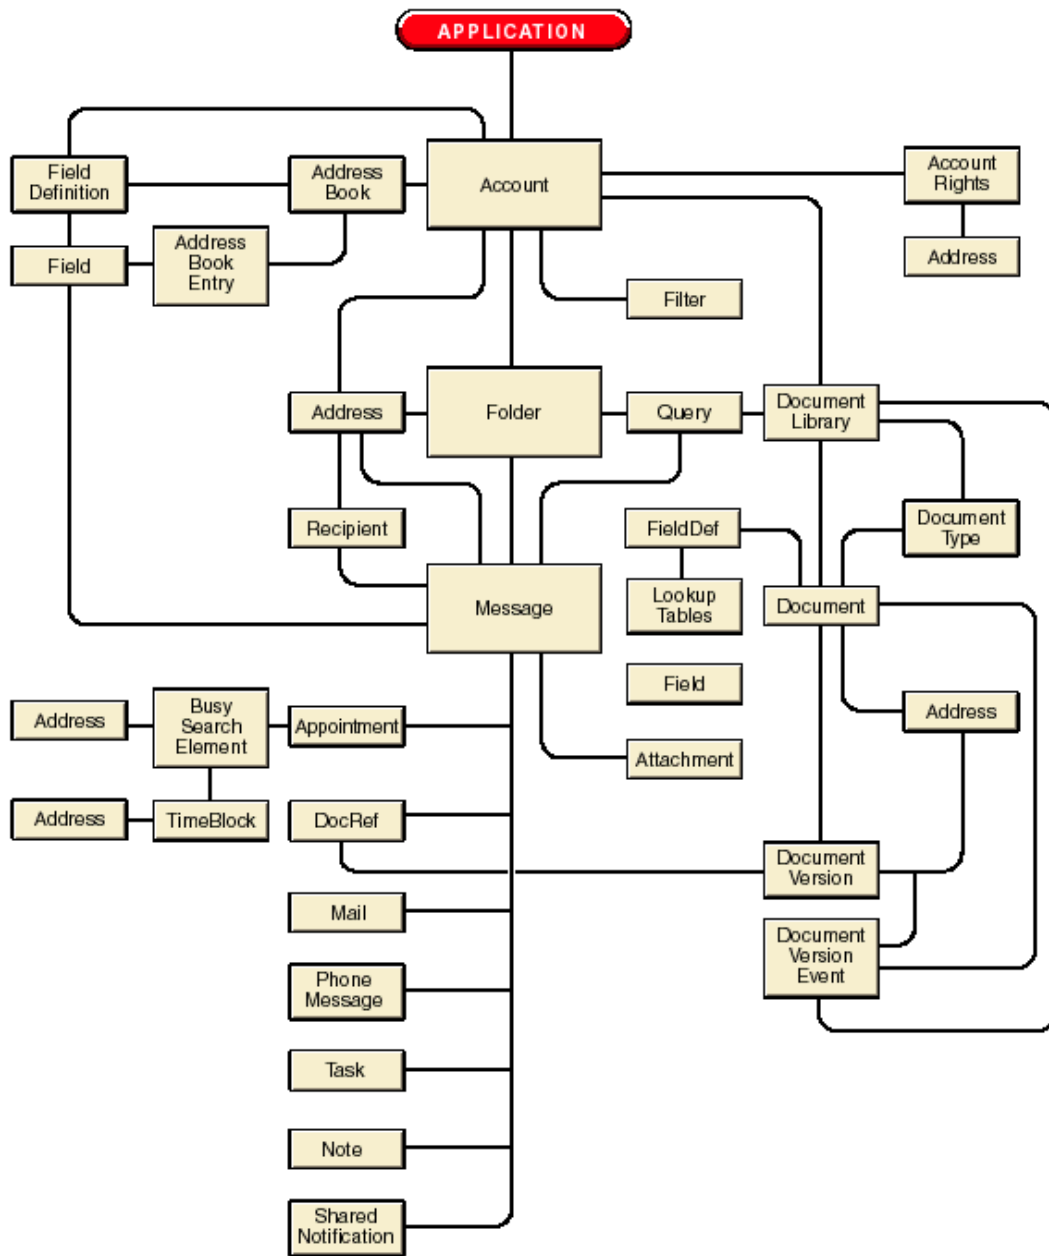 APPLICATION
Field
Definition
Address
Book
Account
Account
Rights
Field
Address
Book
Entry
Address
Filter
Address
Folder
Query
Document
Library
Recipient
FieldDef
Document
Type
Message
Lookup
Tables
Document
Field
Address
Busy
Search
Element
Address
Appointment
Attachment
Address
TimeBlock
DocRef
Document
Version
Mail
Document
Version
Event
Phone
Message
Task
Note
Shared
Notification